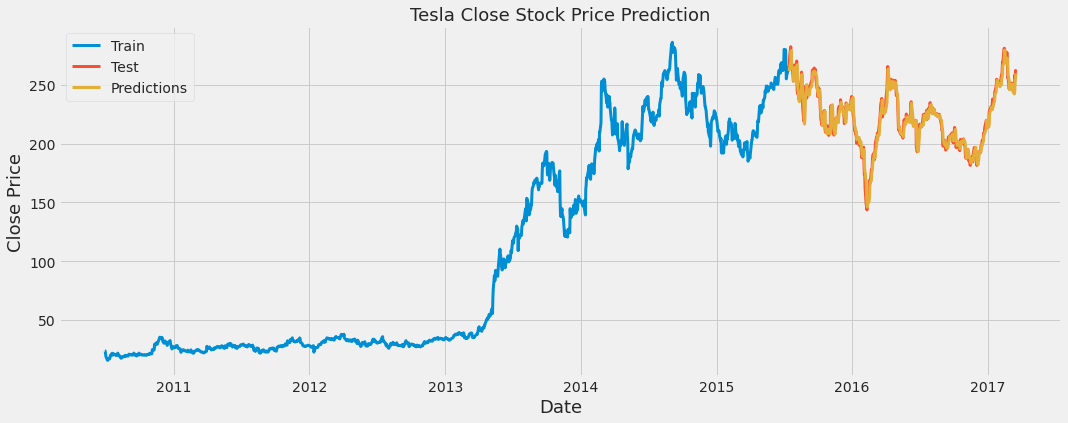 Tesla Close Stock Price Prediction
Train
Test
Predictions
Close Price
250
200
150
100
50
2011 2012 2013 2014 2015 2016 2017
Date